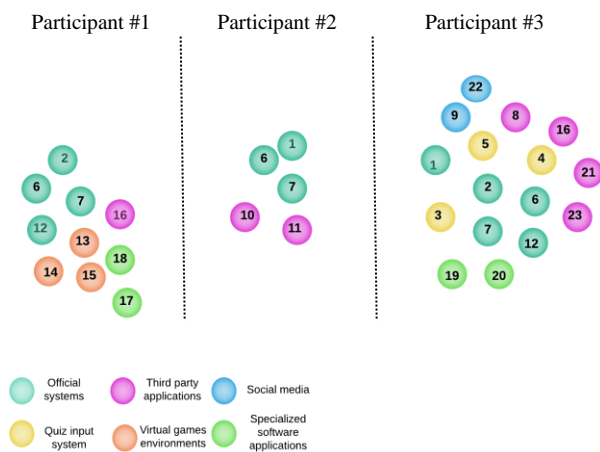 Participant #1 Participant #2 Participant #3
22
9 8
16
1 5
2 6 1 4
21
6 7 7 2 6
16 10 3 23
12 11 7
13 12
18
14 15 19 20
17
Official systems Third party applications Social media
Quiz input system Virtual games environments Specialized software applications